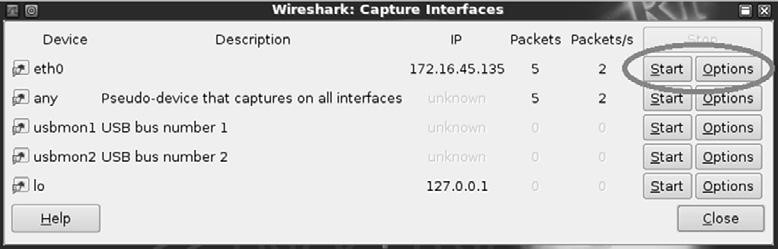 Wireshark: Capture Interfaces
Device Description IP Packets Packets/s Stop
eth0 172.16.45.135 5 2 Start Options
any Pseudo-device that captures on all interfaces unknown 5 2 Start Options
usbmon1 USB bus number 1 unknown 0 0 Start Options
usbmon2 USB bus number 2 unknown 0 0 Start Options
lo 127.0.0.1 0 0 Start Options
Help Close